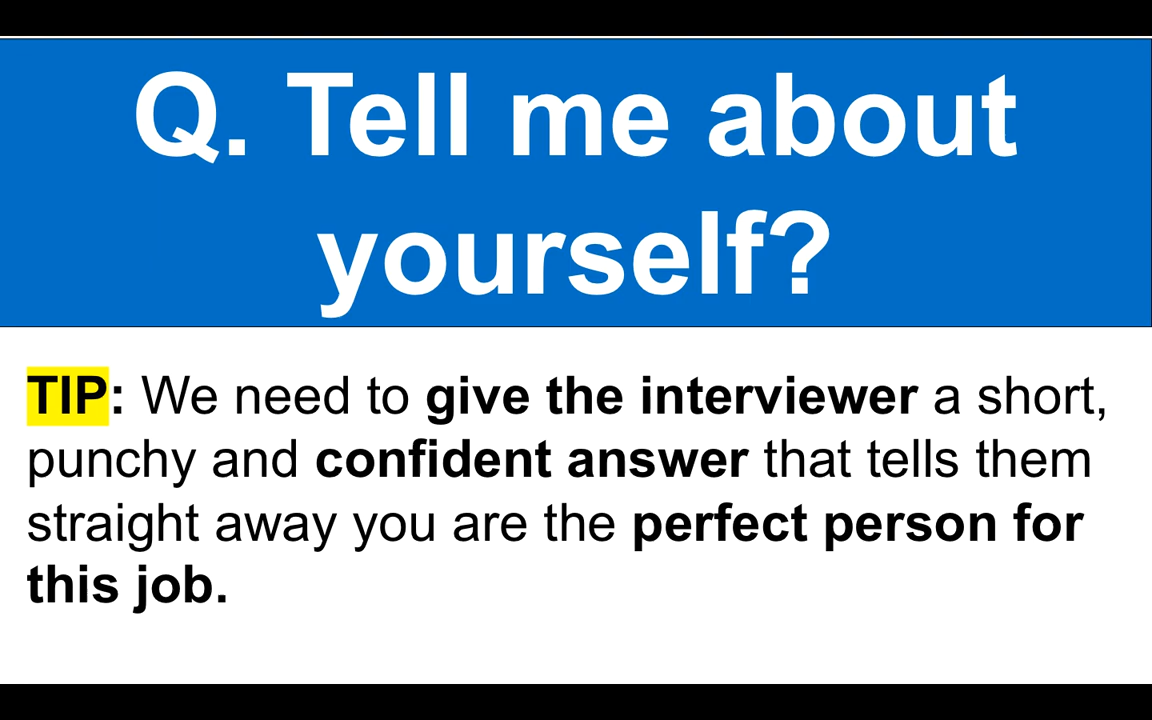 Q. Tell me about
yourself?
TIP: We need to give the interviewer a short,
punchy and confident answer that tells them
straight away you are the perfect person for
this job.